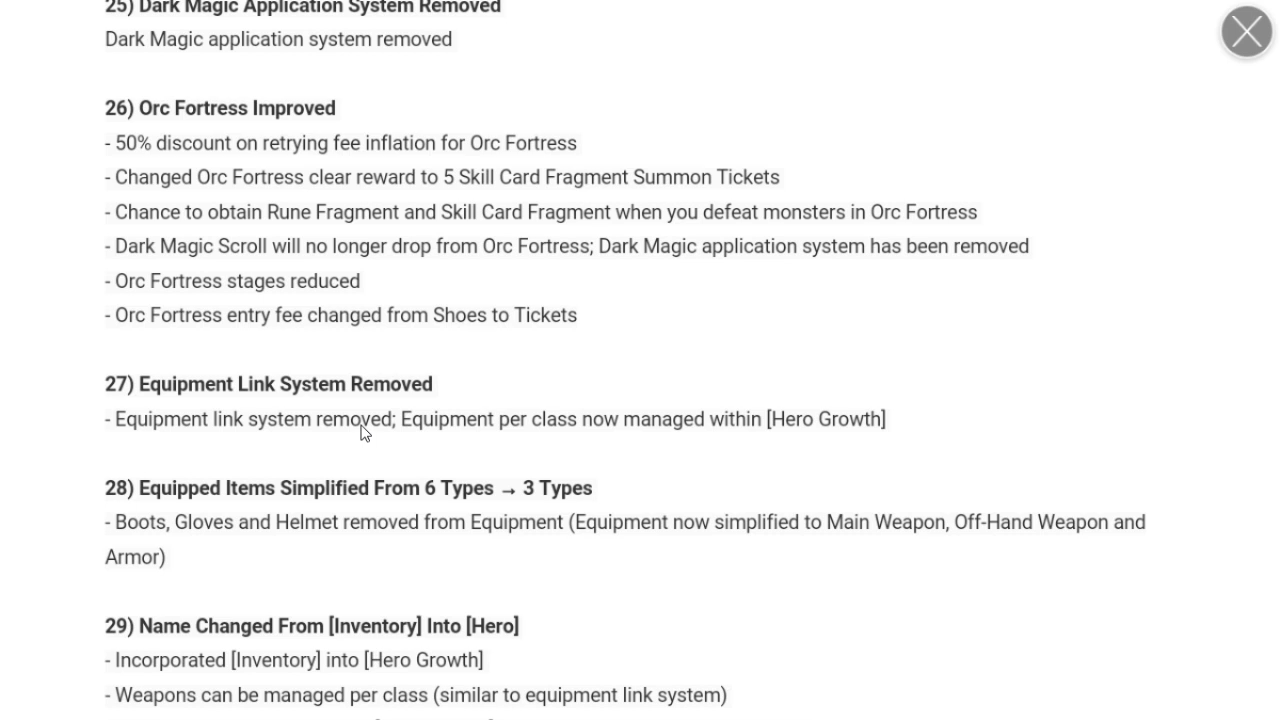 25) Dark Magic Application System Removed
Dark Magic application system removed
26) Orc Fortress Improved
- 50% discount on retrying fee inflation for Orc Fortress
- Changed Orc Fortress clear reward to 5 Skill Card Fragment Summon Tickets
- Chance to obtain Rune Fragment and Skill Card Fragment when you defeat monsters in Orc Fortress
- Dark Magic Scroll will no longer drop from Orc Fortress; Dark Magic application system has been removed
- Orc Fortress stages reduced
- Orc Fortress entry fee changed from Shoes to Tickets
27) Equipment Link System Removed
- Equipment link system removed; Equipment per class now managed within [Hero Growth]
28) Equipped Items Simplified From 6 Types → 3 Types
- Boots, Gloves and Helmet removed from Equipment (Equipment now simplified to Main Weapon, Off-Hand Weapon and
Armor)
29) Name Changed From [Inventory] Into [Hero]
- Incorporated [Inventory] into [Hero Growth]
- Weapons can be managed per class (similar to equipment link system)